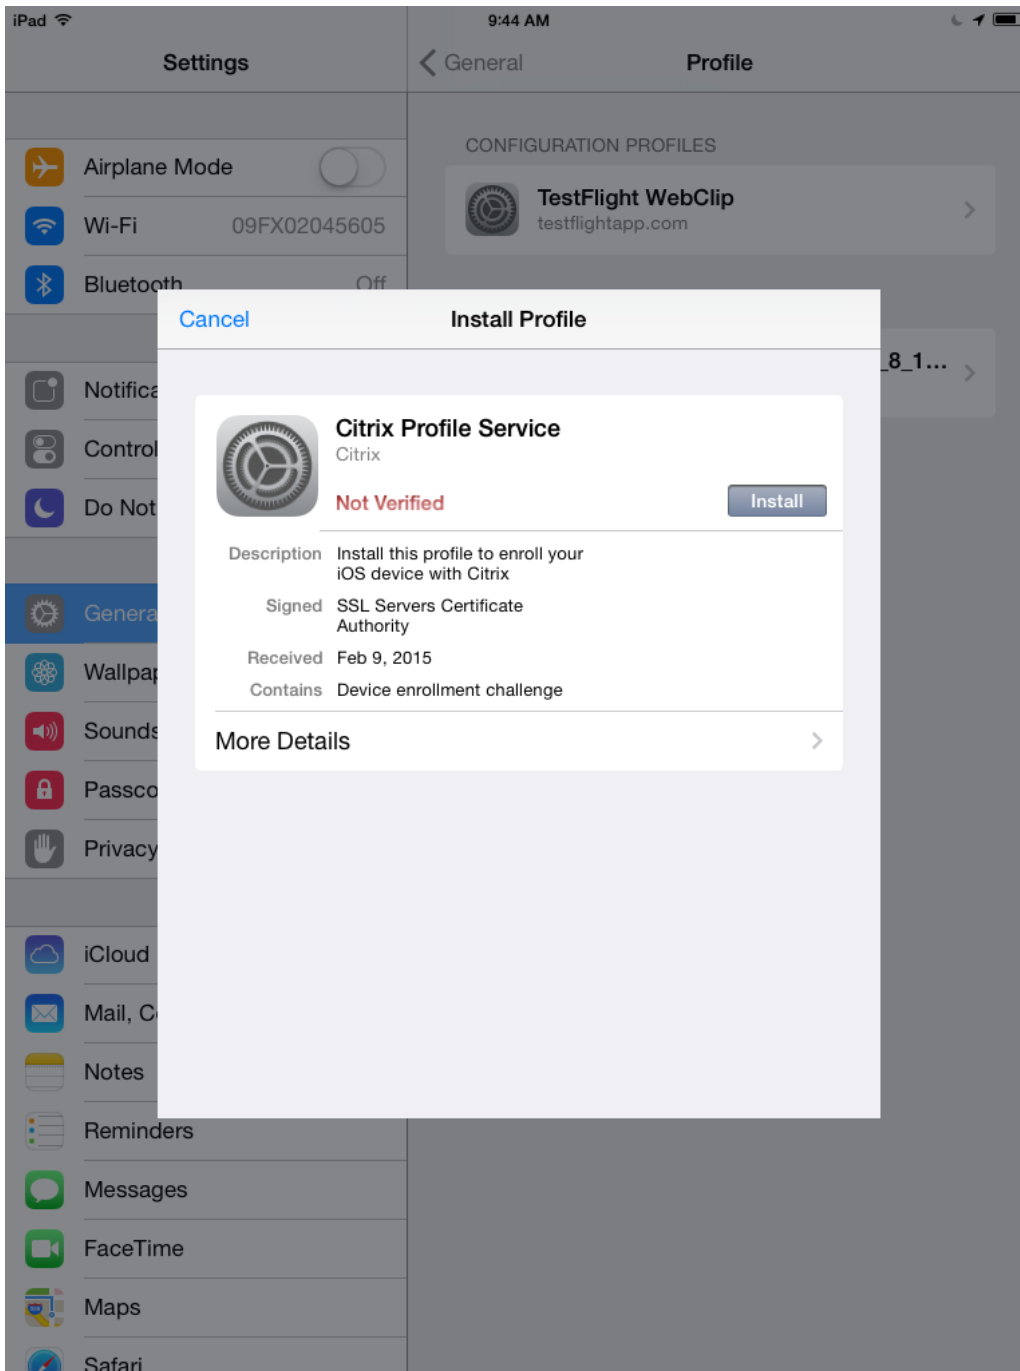 iPad
9:44 AM
Settings
General
Profile
Airplane Mode
Wi-Fi
09FX02045605
Bluetooth
Off
CONFIGURATION PROFILES
TestFlight WebClip
testflightapp.com
_8_1...
Cancel
Install Profile
Citrix Profile Service
Citrix
Not Verified
Install
Description
Install this profile to enroll your
iOS device with Citrix
Signed
SSL Servers Certificate
Authority
Received
Feb 9, 2015
Contains
Device enrollment challenge
More Details
Notifica
Control
Do Not
Genera
Wallpap
Sounds
Passco
Privacy
iCloud
Mail, C
Notes
Reminders
Messages
FaceTime
Maps
Safari